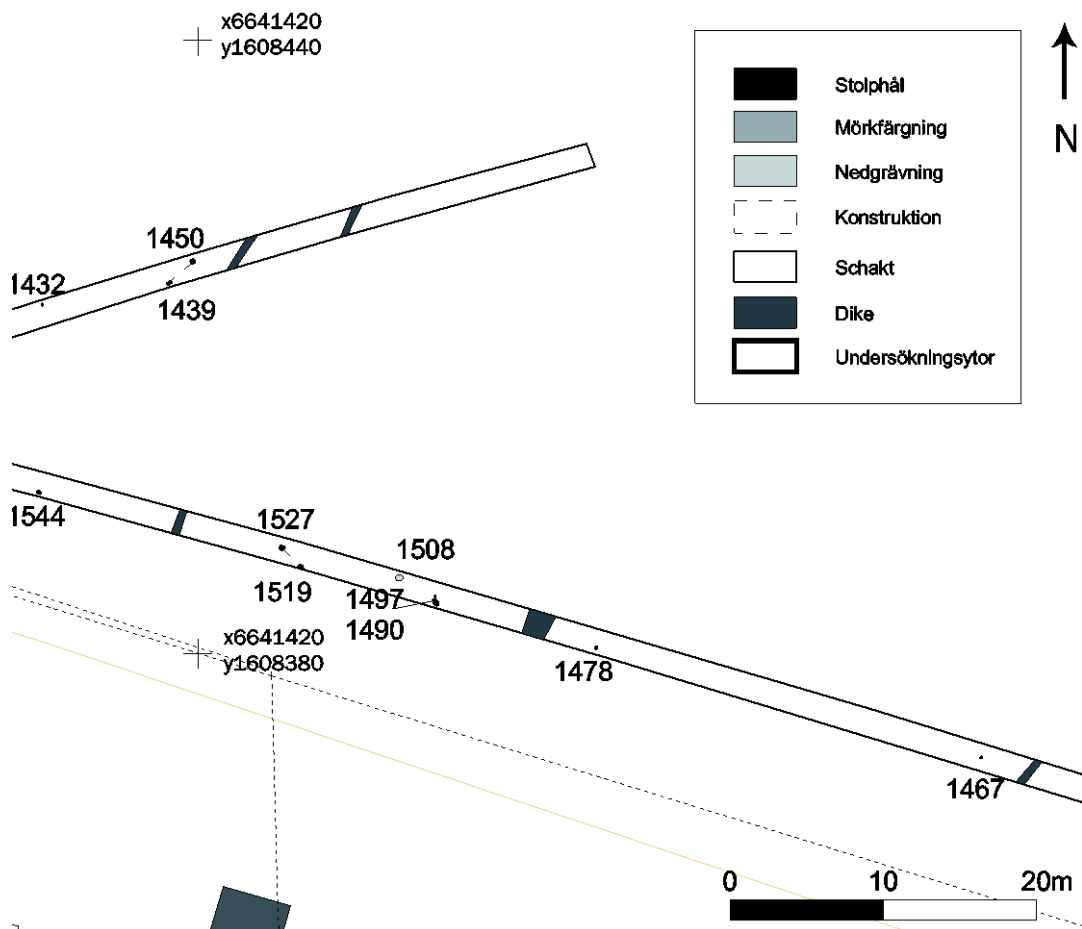 x6641420
y1608440
Stolphål
Mörkfärgning
Nedgrävning
Konstruktion
Schakt
Dike
Undersökningsytor
N
1450
1432
1439
1544
1527
1508
1519
1497
1490
x6641420
y1608380
1478
1467
0 10 20m